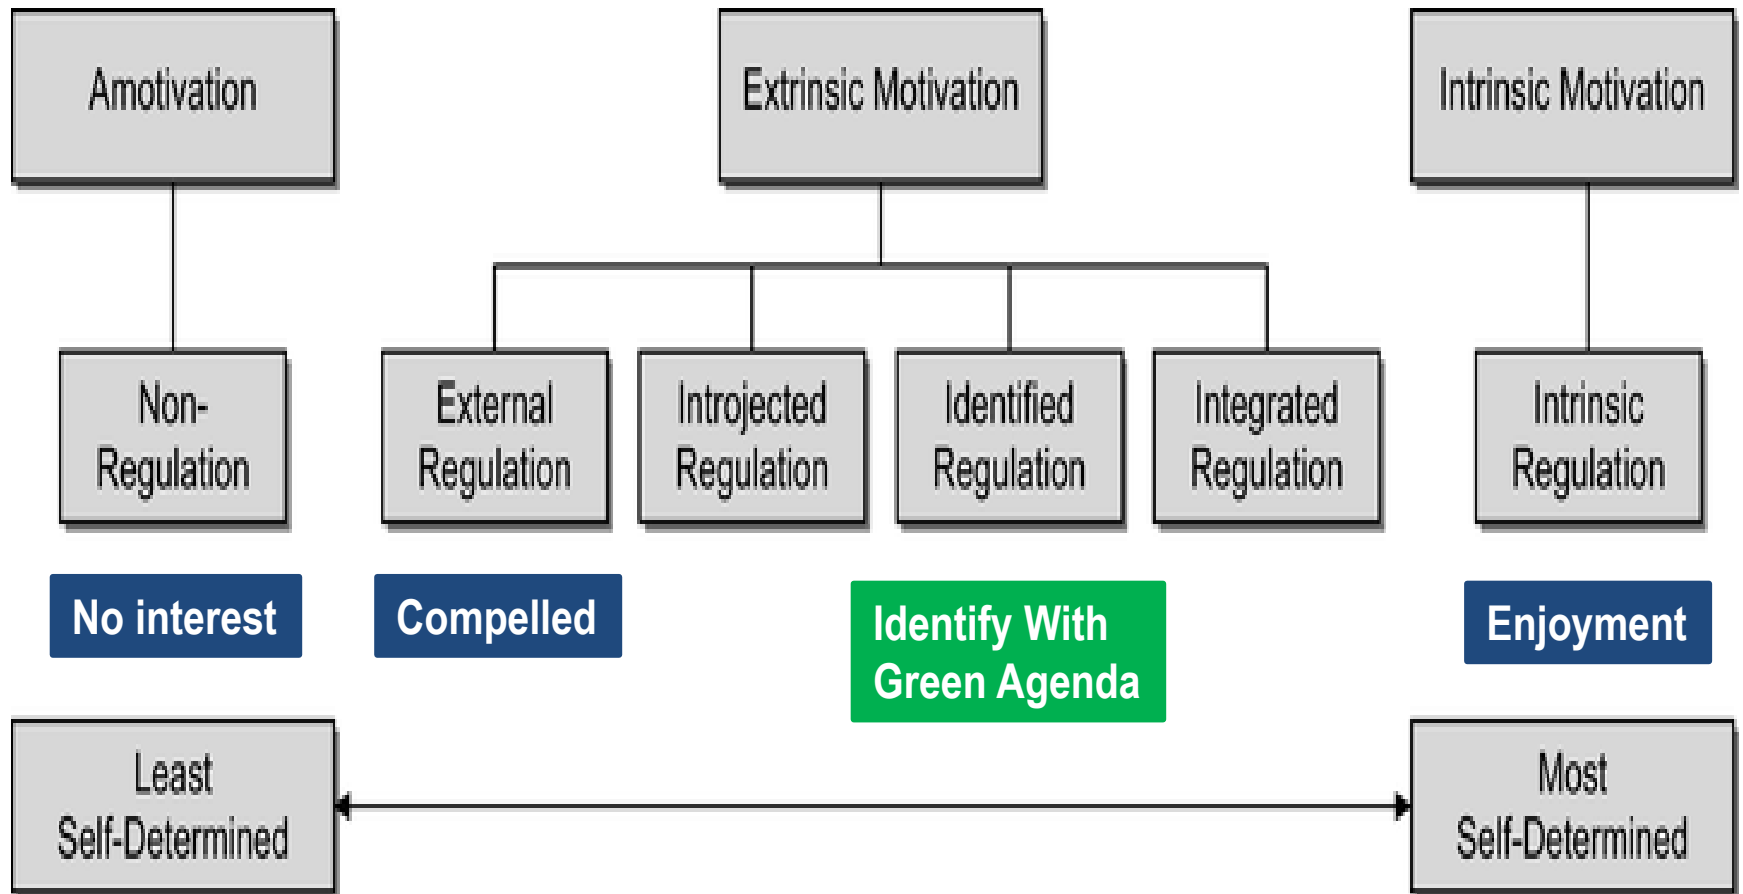 Amotivation
Extrinsic Motivation
Intrinsic Motivation
Non-
Regulation
External
Regulation
Introjected
Regulation
Identified
Regulation
Integrated
Regulation
Intrinsic
Regulation
No interest
Compelled
Identify With
Green Agenda
Enjoyment
Least
Self-Determined
Most
Self-Determined